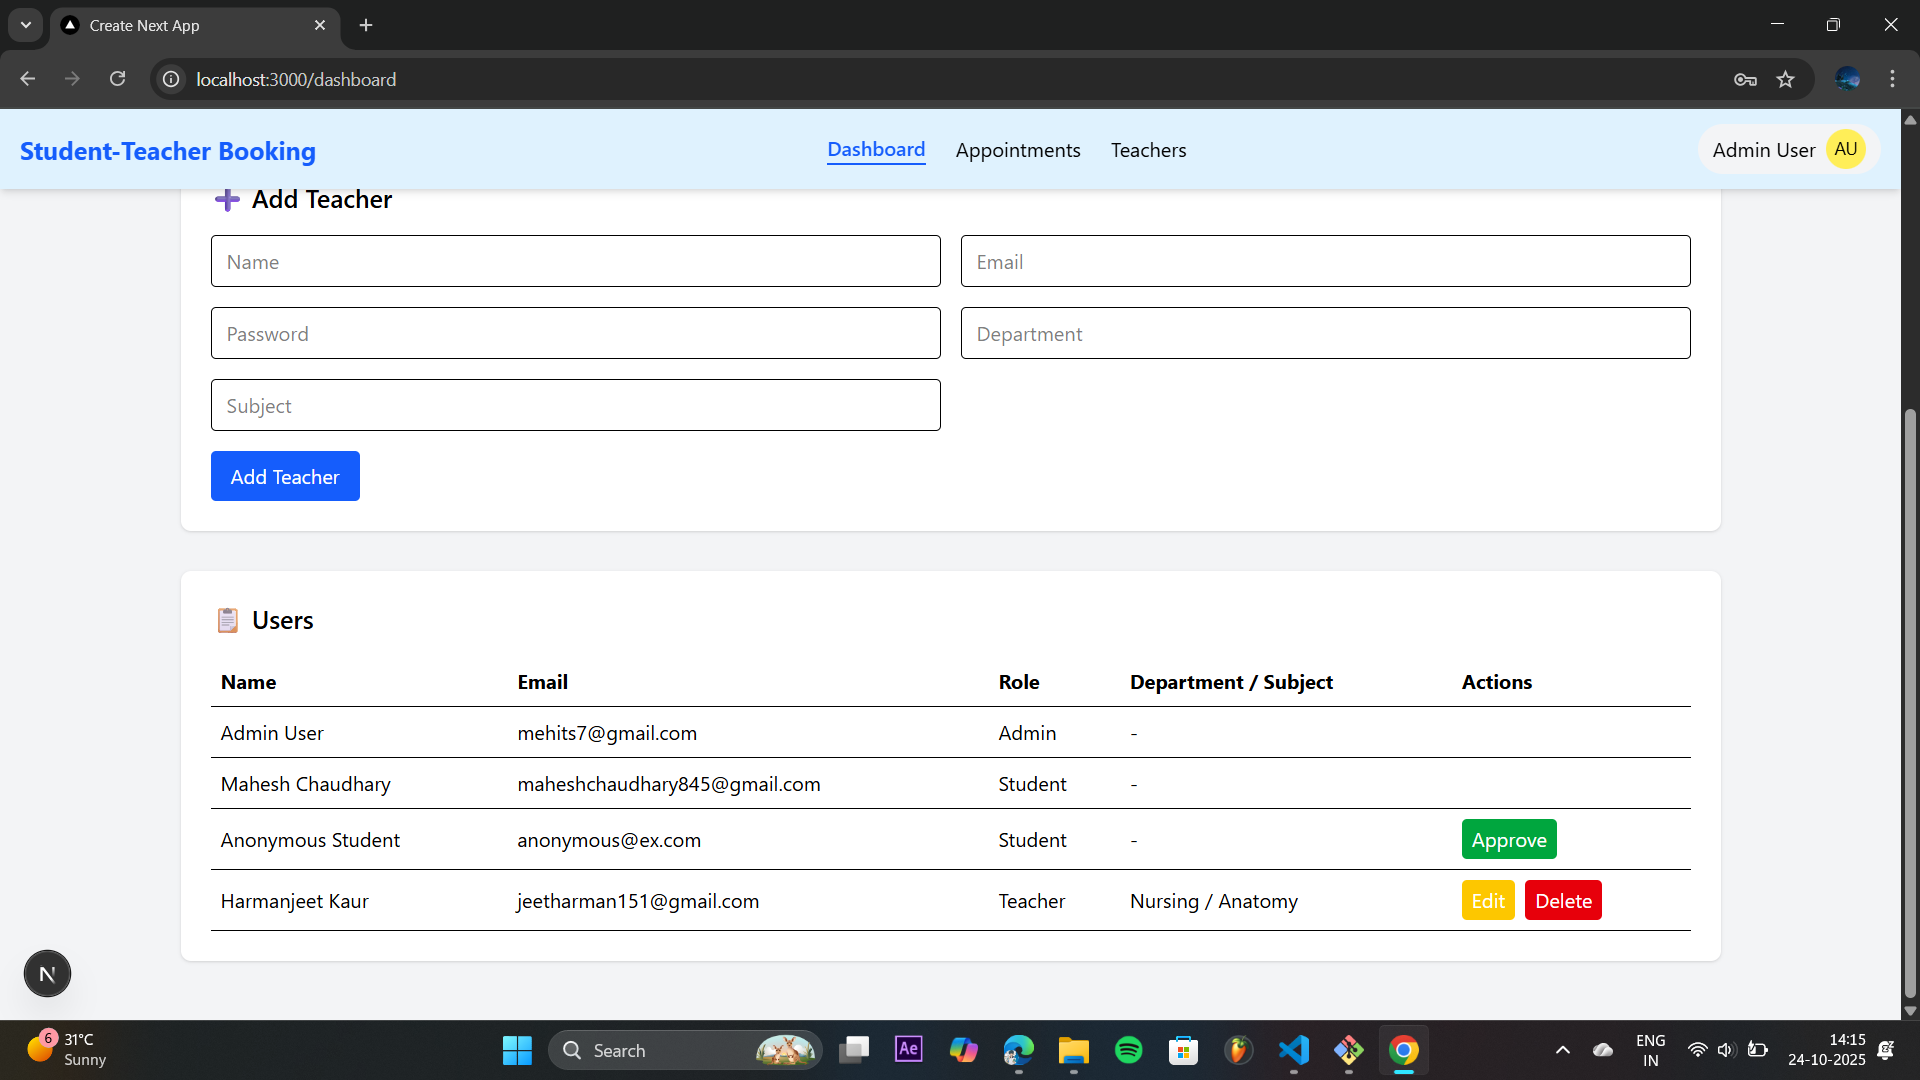 Create Next App
localhost:3000/dashboard
Student-Teacher Booking
Dashboard Appointments Teachers
Admin User AU
Add Teacher
Name Email
Password Department
Subject
Add Teacher
Users
Name Email Role Department / Subject Actions
Admin User mehits7@gmail.com Admin -
Mahesh Chaudhary maheshchaudhary845@gmail.com Student -
Anonymous Student anonymous@ex.com Student - Approve
Harmanjeet Kaur jeetharman151@gmail.com Teacher Nursing / Anatomy Edit Delete
N
6
31°C
Sunny
Search
Ae
ENG
IN
14:15
24-10-2025